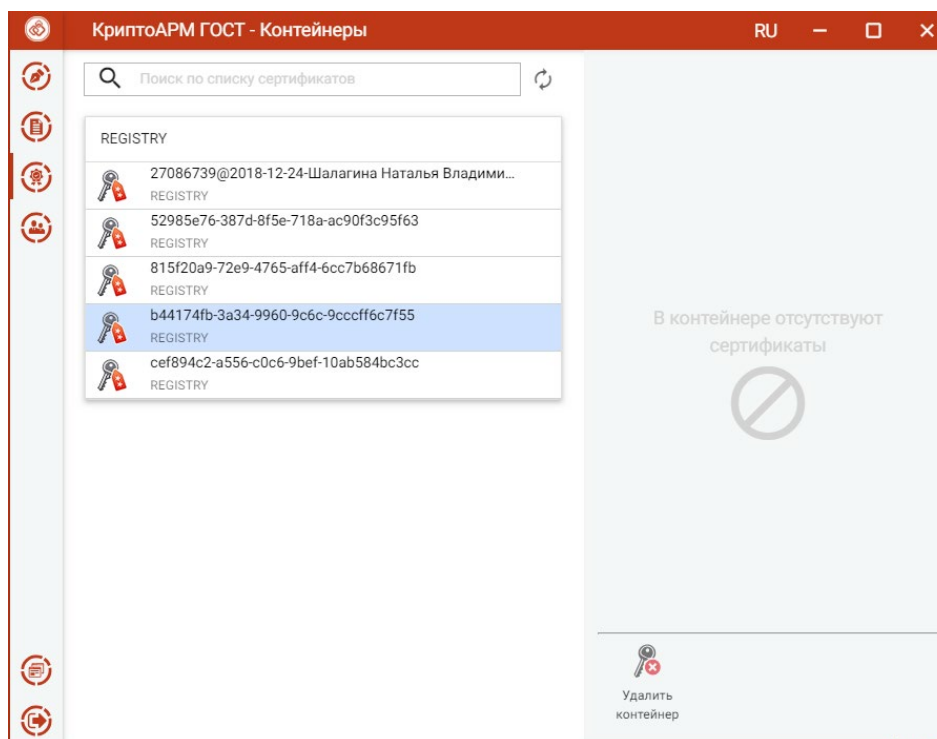 КриптоАРМ ГОСТ - Контейнеры
RU
Поиск по списку сертификатов
REGISTRY
27086739@2018-12-24-Шалагина Наталья Владими...
REGISTRY
52985e76-387d-8f5e-718a-ac90f3c95f63
REGISTRY
815f20a9-72e9-4765-aff4-6cc7b68671fb
REGISTRY
b44174fb-3a34-9960-9c6c-9cccff6c7f55
REGISTRY
cef894c2-a556-c0c6-9bef-10ab584bc3cc
REGISTRY
В контейнере отсутствуют
сертификаты
Удалить
контейнер